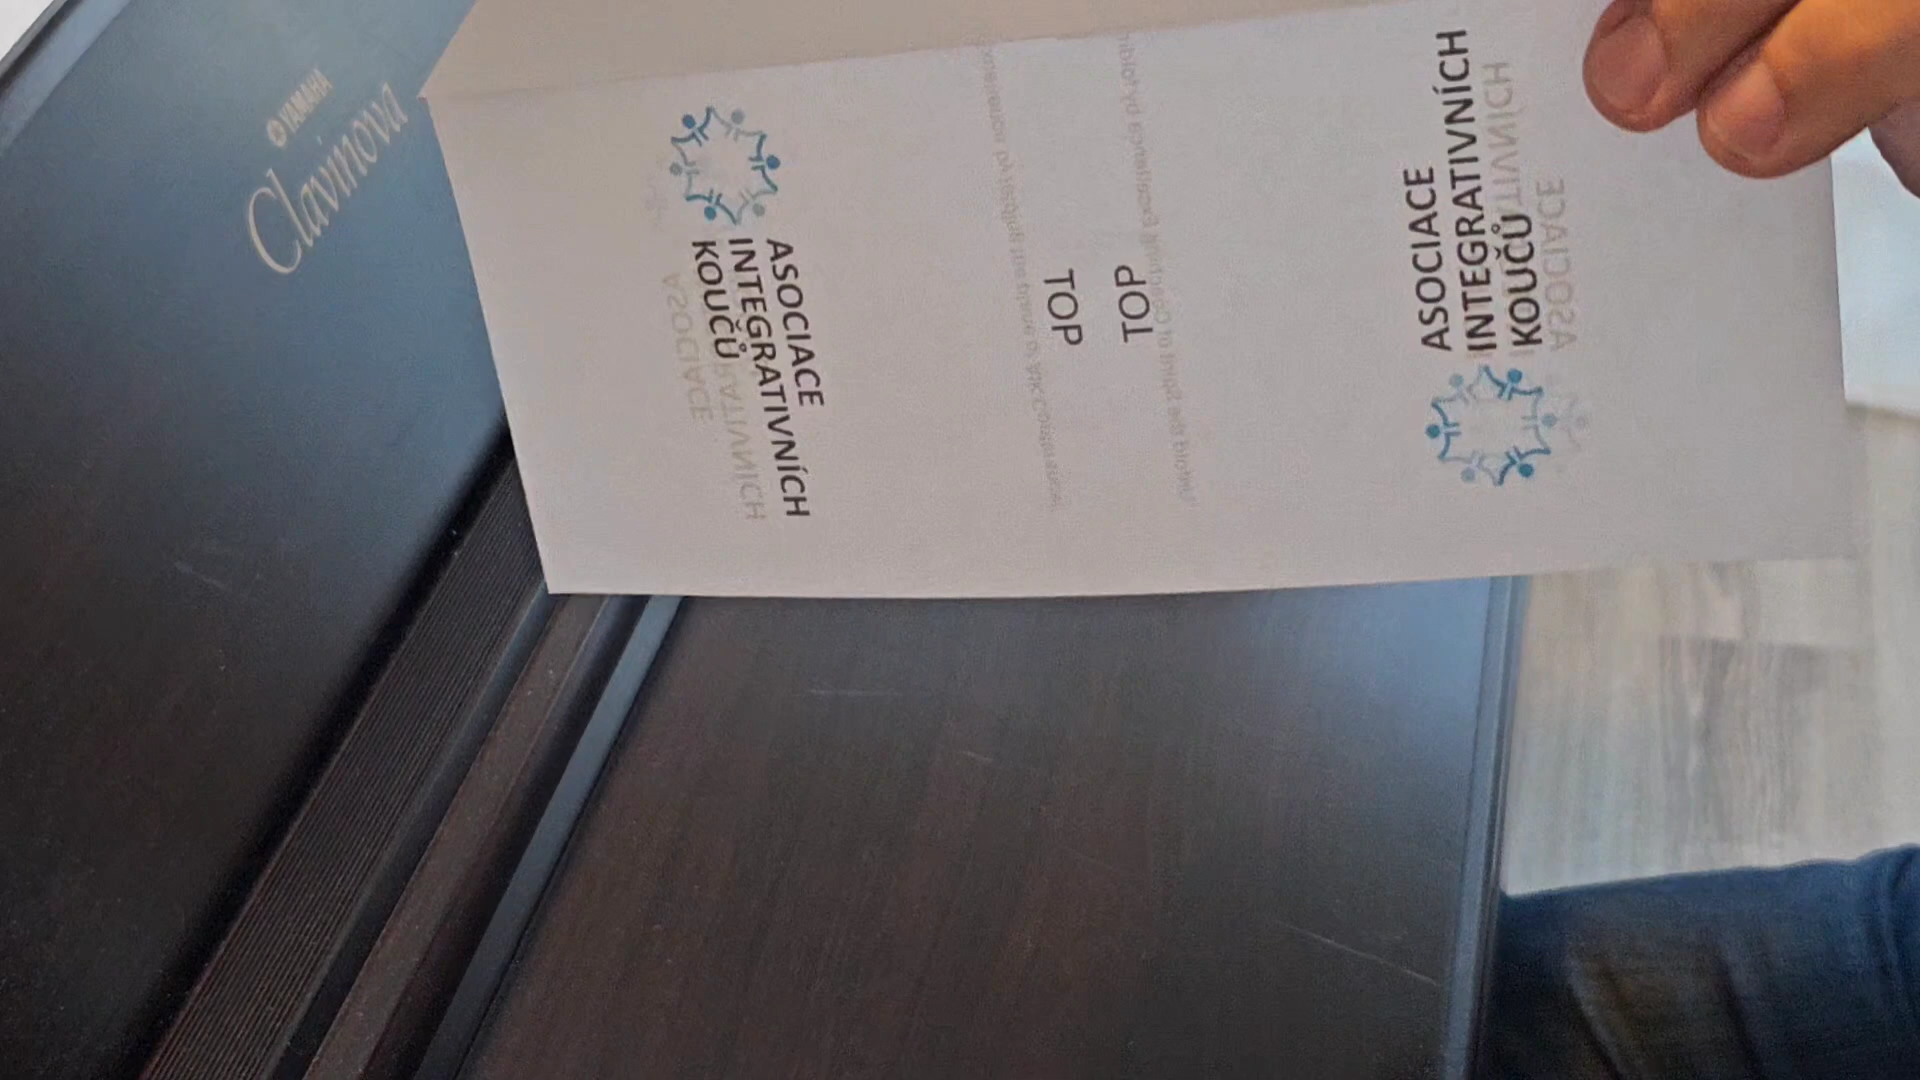 YAMAHA
Clavinova
ASOCIACE
INTEGRATIVNÍCH
KOUČŮ
TOP
TOP
ASOCIACE
INTEGRATIVNÍCH
KOUČŮ